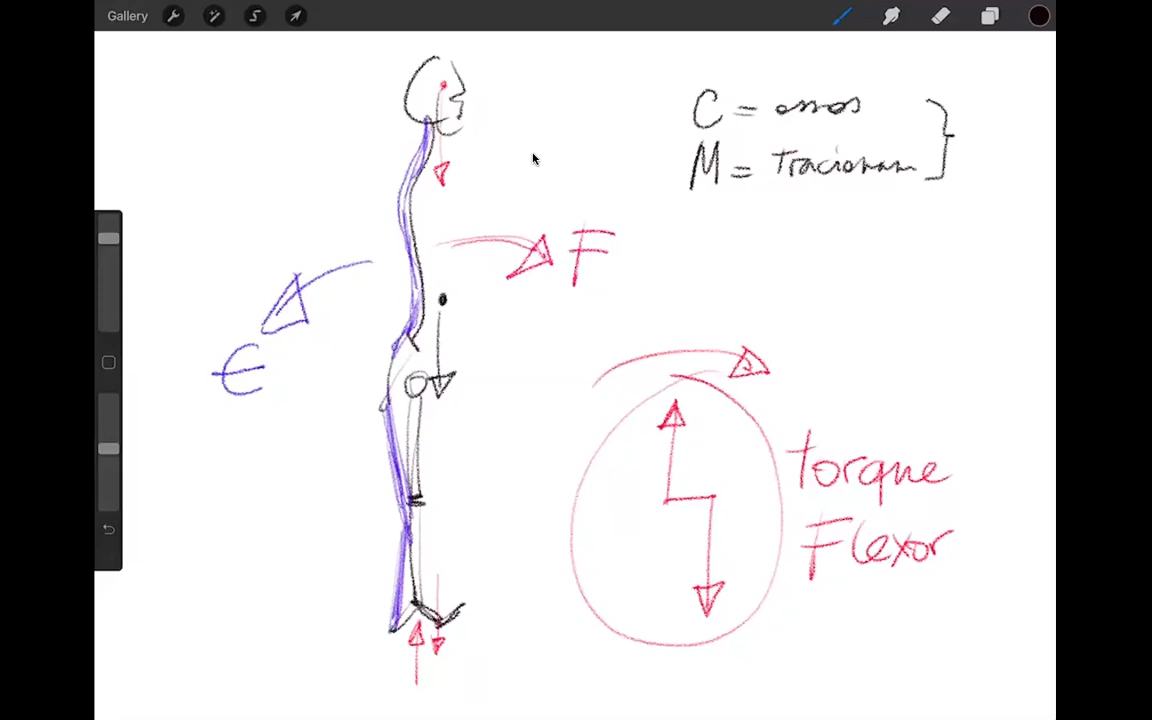 Gallery
C = ossos
M = Tracionam
F
E
torque
Flexor